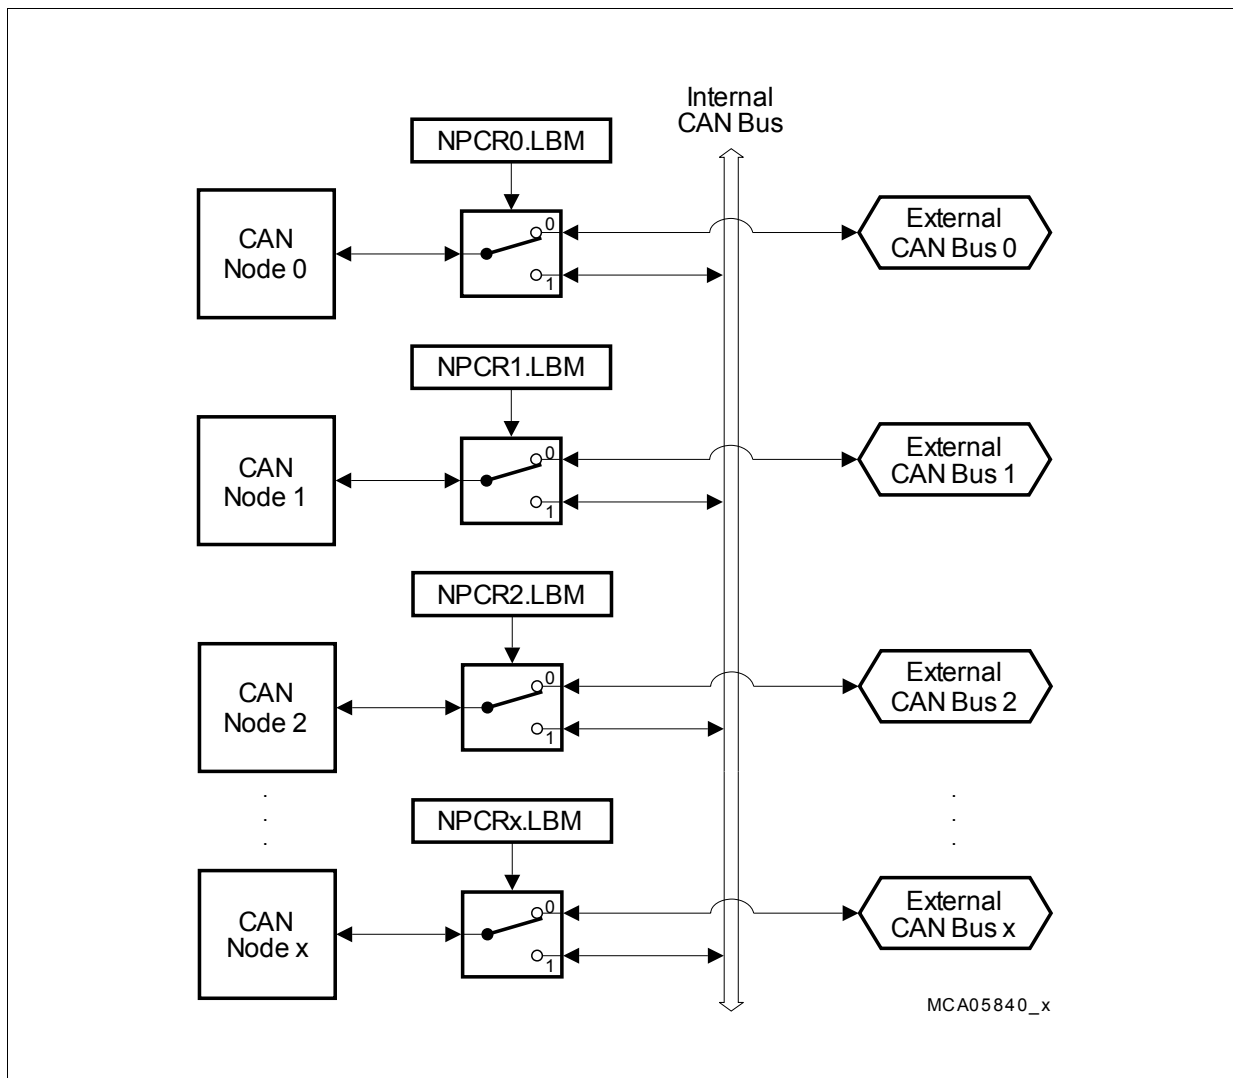 Internal
CAN Bus
NPCR0.LBM
CAN
Node 0
0
1
External
CAN Bus 0
NPCR1.LBM
CAN
Node 1
0
1
External
CAN Bus 1
NPCR2.LBM
CAN
Node 2
0
1
External
CAN Bus 2
NPCRx.LBM
CAN
Node x
0
1
External
CAN Bus x
MCA05840_x